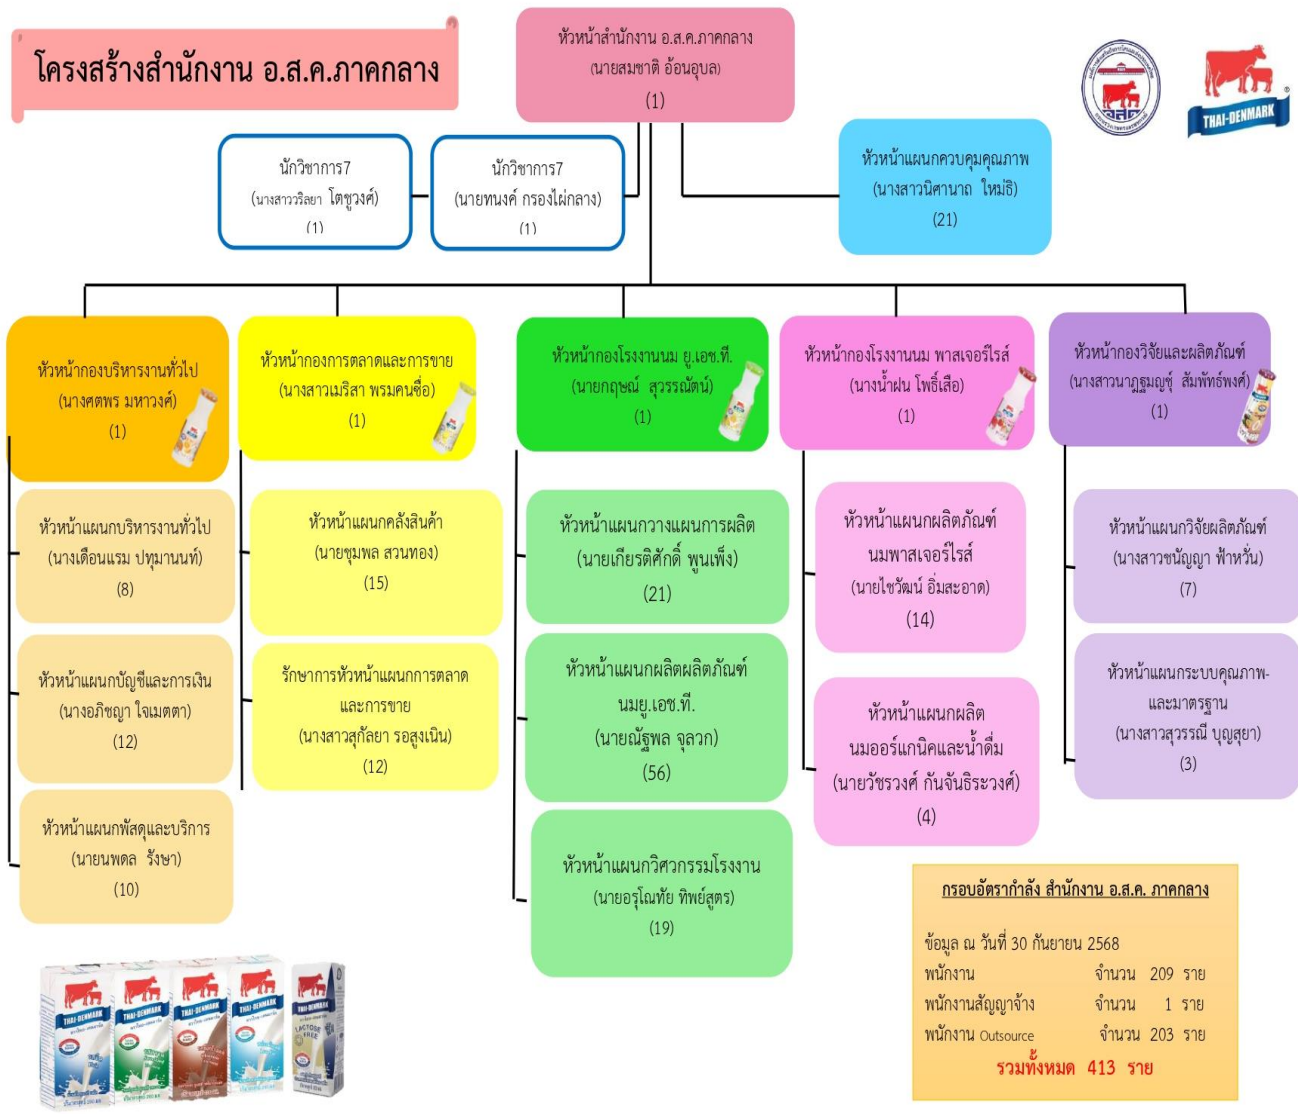 โครงสร้างสำนักงาน อ.ส.ค.ภาคกลาง
หัวหน้าสำนักงาน อ.ส.ค.ภาคกลาง
(นายสมชาติ อ้อนอุบล)
(1)
THAI-DENMARK
®
นักวิชาการ7
(นางสาววริลยา โตชูวงศ์)
(1)
นักวิชาการ7
(นายทนงค์ กรองไผ่กลาง)
(1)
หัวหน้าแผนกควบคุมคุณภาพ
(นางสาวนิศานาถ ใหม่ธิ)
(21)
หัวหน้ากองบริหารงานทั่วไป
(นางศตพร มหาวงศ์)
(1)
หัวหน้ากองการตลาดและการขาย
(นางสาวเมริสา พรมคนซื่อ)
(1)
หัวหน้ากองโรงงานนม ยู.เอช.ที.
(นายกฤษณ์ สุวรรณัตน์)
(1)
หัวหน้ากองโรงงานนม พาสเจอร์ไรส์
(นางน้ำฝน โพธิ์เสือ)
(1)
หัวหน้ากองวิจัยและผลิตภัณฑ์
(นางสาวนาฏฐมญชุ์ สัมพัทธ์พงศ์)
(1)
หัวหน้าแผนกบริหารงานทั่วไป
(นางเดือนแรม ปทุมานนท์)
(8)
หัวหน้าแผนกบัญชีและการเงิน
(นางอภิชญา ใจเมตตา)
(12)
หัวหน้าแผนกพัสดุและบริการ
(นายนพดล รังษา)
(10)
หัวหน้าแผนกคลังสินค้า
(นายชุมพล สวนทอง)
(15)
รักษาการหัวหน้าแผนกการตลาด
และการขาย
(นางสาวสุกัลยา รอสูงเนิน)
(12)
หัวหน้าแผนกวางแผนการผลิต
(นายเกียรติศักดิ์ พูนเพ็ง)
(21)
หัวหน้าแผนกผลิตผลิตภัณฑ์
นมยู.เอช.ที.
(นายณัฐพล จุลวก)
(56)
หัวหน้าแผนกวิศวกรรมโรงงาน
(นายอรุโณทัย ทิพย์สูตร)
(19)
หัวหน้าแผนกผลิตภัณฑ์
นมพาสเจอร์ไรส์
(นายไชวัฒน์ อิ่มสะอาด)
(14)
หัวหน้าแผนกผลิต
นมออร์แกนิคและน้ำดื่ม
(นายวัชรวงศ์ กันจันธิระวงศ์)
(4)
หัวหน้าแผนกวิจัยผลิตภัณฑ์
(นางสาวชนัญญา ฟ้าหวั่น)
(7)
หัวหน้าแผนกระบบคุณภาพ-
และมาตรฐาน
(นางสาวสุวรรณี บุญสุยา)
(3)
กรอบอัตรากำลัง สำนักงาน อ.ส.ค. ภาคกลาง
ข้อมูล ณ วันที่ 30 กันยายน 2568
พนักงาน จำนวน 209 ราย
พนักงานสัญญาจ้าง จำนวน 1 ราย
พนักงาน Outsource จำนวน 203 ราย
รวมทั้งหมด 413 ราย
THAI-DENMARK
THAI-DENMARK
THAI-DENMARK
THAI-DENMARK
THAI-DENMARK
LACTOSE
FREE